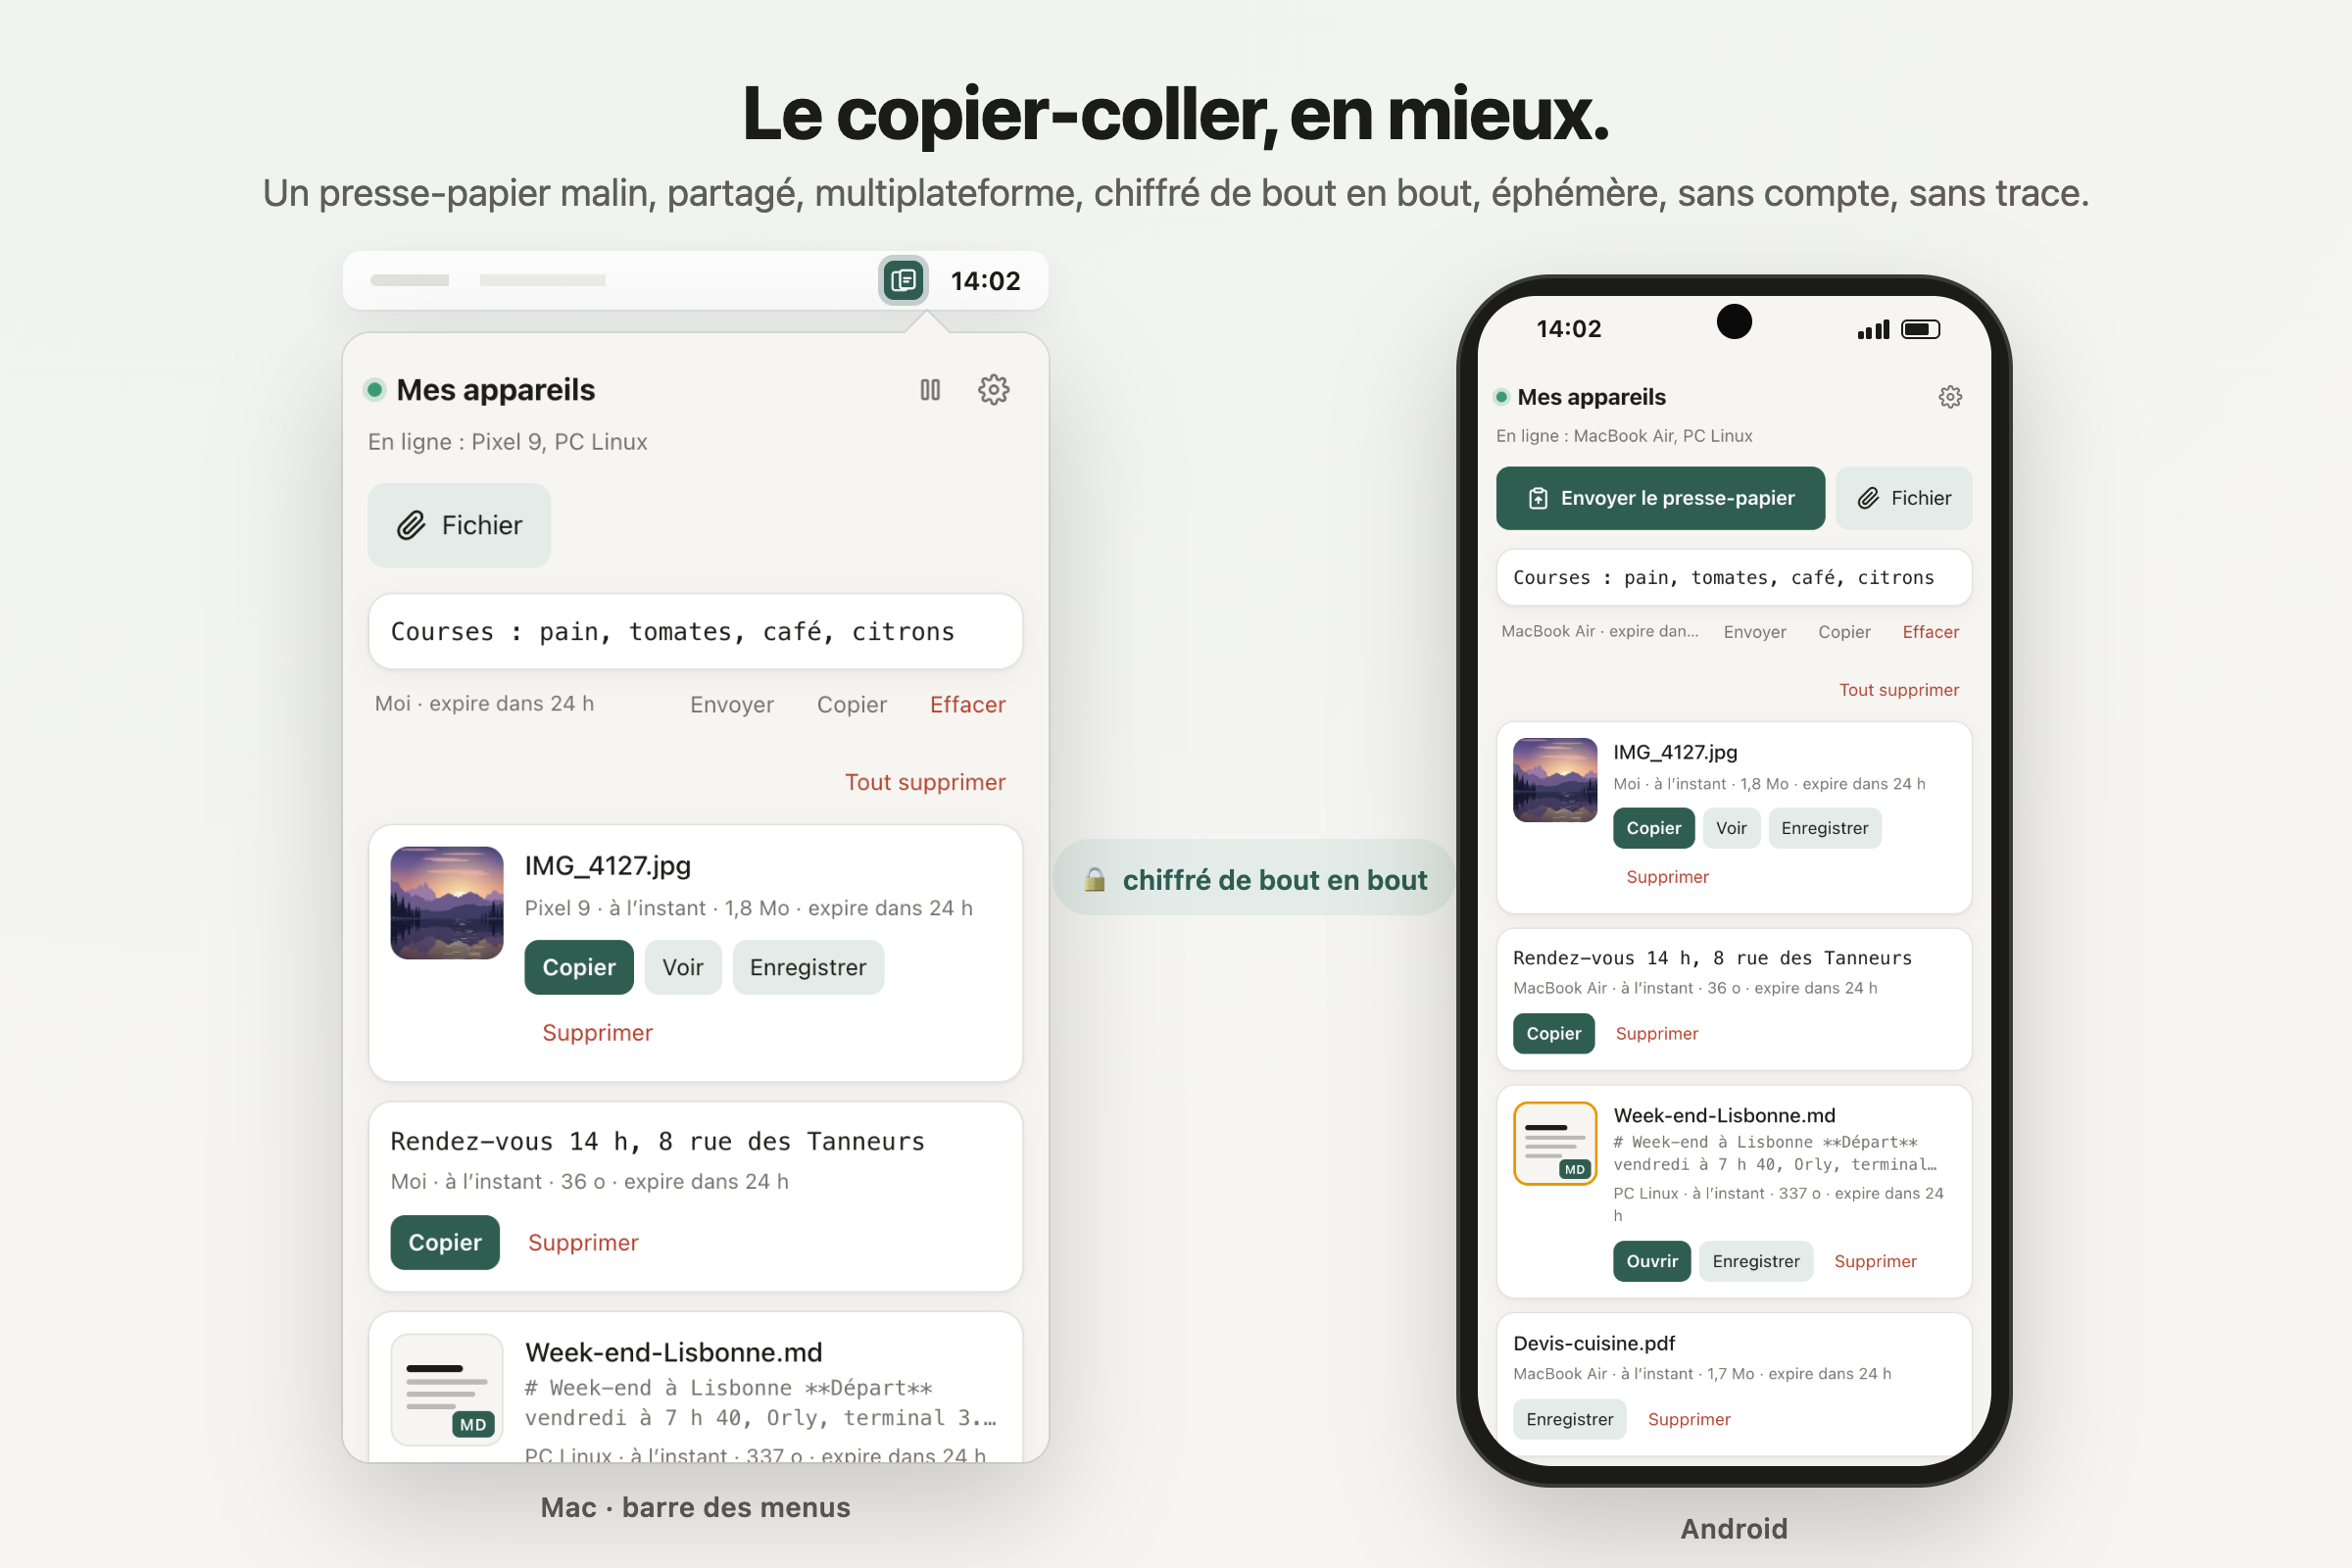 Le copier-coller, en mieux.
Un presse-papier malin, partagé, multiplateforme, chiffré de bout en bout, éphémère, sans compte, sans trace.
14:02
Mes appareils
En ligne : Pixel 9, PC Linux
Fichier
Courses : pain, tomates, café, citrons
Moi · expire dans 24 h Envoyer Copier Effacer
Tout supprimer
IMG_4127.jpg
Pixel 9 · à l’instant · 1,8 Mo · expire dans 24 h
Copier Voir Enregistrer
Supprimer
Rendez-vous 14 h, 8 rue des Tanneurs
Moi · à l’instant · 36 o · expire dans 24 h
Copier Supprimer
MD
Week-end-Lisbonne.md
# Week-end à Lisbonne **Départ**
vendredi à 7 h 40, Orly, terminal 3.…
PC Linux · à l’instant · 337 o · expire dans 24 h
Mac · barre des menus
chiffré de bout en bout
14:02
Mes appareils
En ligne : MacBook Air, PC Linux
Envoyer le presse-papier Fichier
Courses : pain, tomates, café, citrons
MacBook Air · expire dan... Envoyer Copier Effacer
Tout supprimer
IMG_4127.jpg
Moi · à l’instant · 1,8 Mo · expire dans 24 h
Copier Voir Enregistrer
Supprimer
Rendez-vous 14 h, 8 rue des Tanneurs
MacBook Air · à l’instant · 36 o · expire dans 24 h
Copier Supprimer
MD
Week-end-Lisbonne.md
# Week-end à Lisbonne **Départ**
vendredi à 7 h 40, Orly, terminal…
PC Linux · à l’instant · 337 o · expire dans 24
h
Ouvrir Enregistrer Supprimer
Devis-cuisine.pdf
MacBook Air · à l’instant · 1,7 Mo · expire dans 24 h
Enregistrer Supprimer
Android